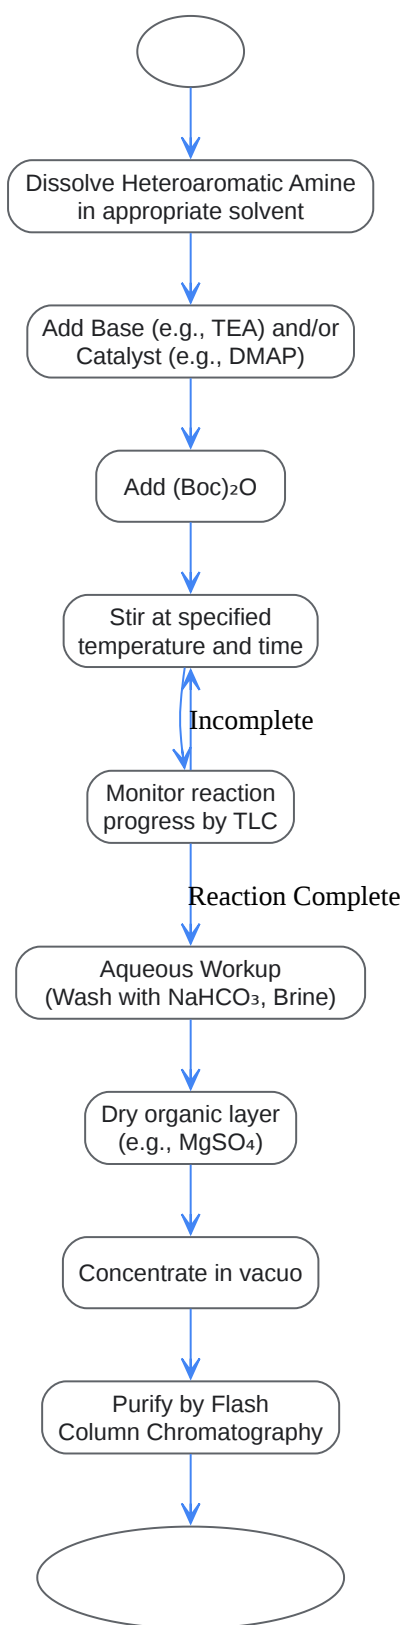 Dissolve Heteroaromatic Amine
in appropriate solvent
Add Base (e.g., TEA) and/or
Catalyst (e.g., DMAP)
Add (Boc)₂O
Stir at specified
temperature and time
Incomplete
Monitor reaction
progress by TLC
Reaction Complete
Aqueous Workup
(Wash with NaHCO₃, Brine)
Dry organic layer
(e.g., MgSO₄)
Concentrate in vacuo
Purify by Flash
Column Chromatography